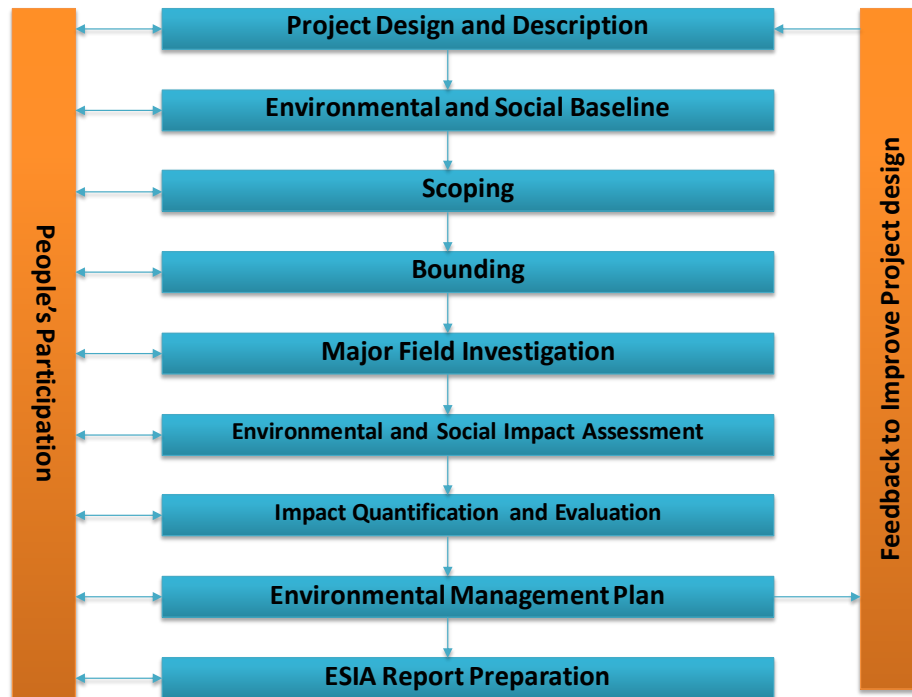 Project Design and Description
Environmental and Social Baseline
Scoping
Bounding
Major Field Investigation
Environmental and Social Impact Assessment
Impact Quantification and Evaluation
Environmental Management Plan
ESIA Report Preparation
People's Participation
Feedback to Improve Project design